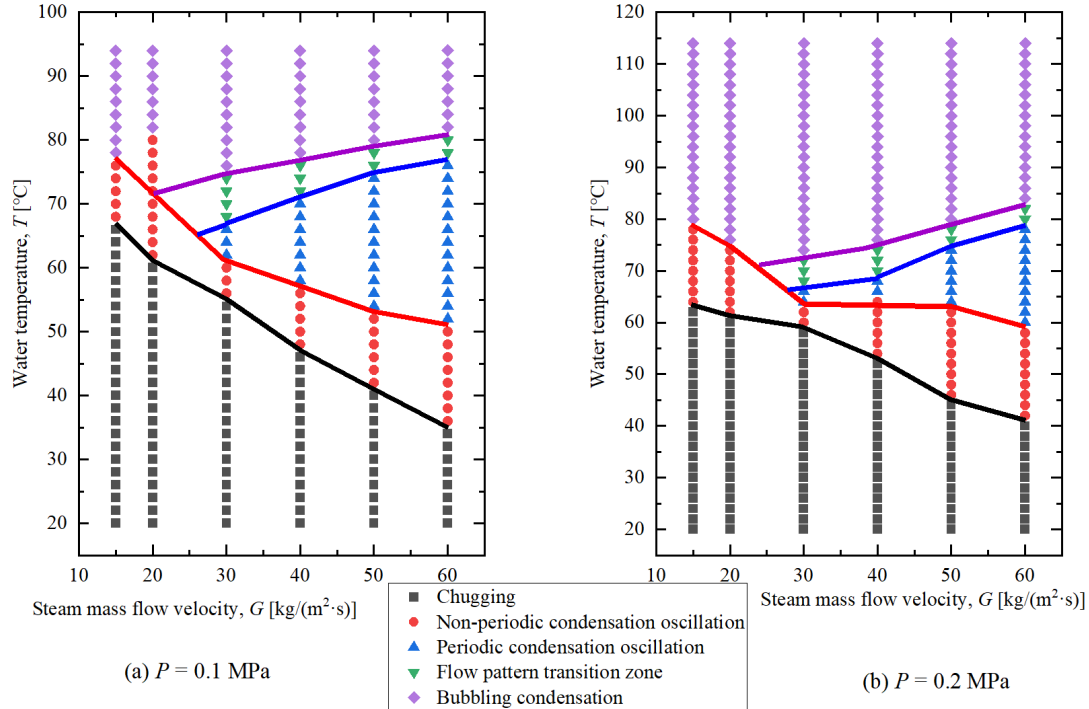 100
90
80
70
60
50
40
30
20
Water temperature, T [°C]
10 20 30 40 50 60
Steam mass flow velocity, G [kg/(m²·s)]
(a) P = 0.1 MPa
120
110
100
90
80
70
60
50
40
30
20
Water temperature, T [°C]
10 20 30 40 50 60
Steam mass flow velocity, G [kg/(m²·s)]
(b) P = 0.2 MPa
Chugging
Non-periodic condensation oscillation
Periodic condensation oscillation
Flow pattern transition zone
Bubbling condensation